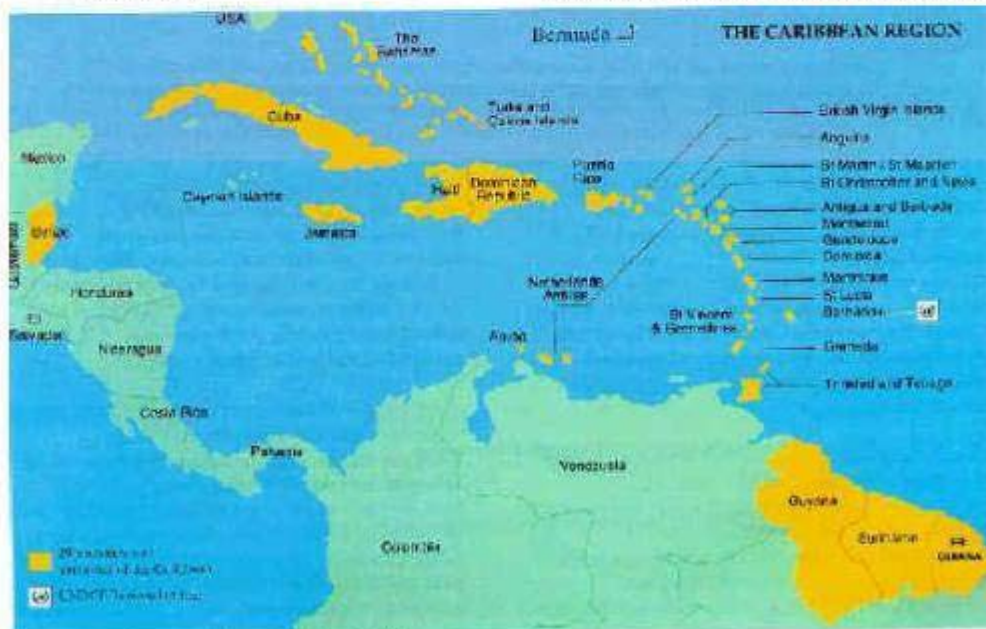 USA
The
Bahamas
Bermuda
THE CARIBBEAN REGION
Cuba
Turks and
Caicos Islands
British Virgin Islands
Anguilla
Mexico
Puerto
Rico
St Martin / St Maarten
Cayman Islands
Haiti
Dominican
Republic
and Nevis
Antigua and Barbuda
Belize
Jamaica
Montserrat
Guatemala
Guadeloupe
Dominica
Honduras
Netherlands
Antilles
Martinique
St Lucia
El
Salvador
St Vincent
& Grenadines
Barbados
Nicaragua
Aruba
Grenada
Trinidad and Tobago
Costa Rica
Panama
Venezuela
Guyana
Colombia
Suriname
FR
GUIANA
29